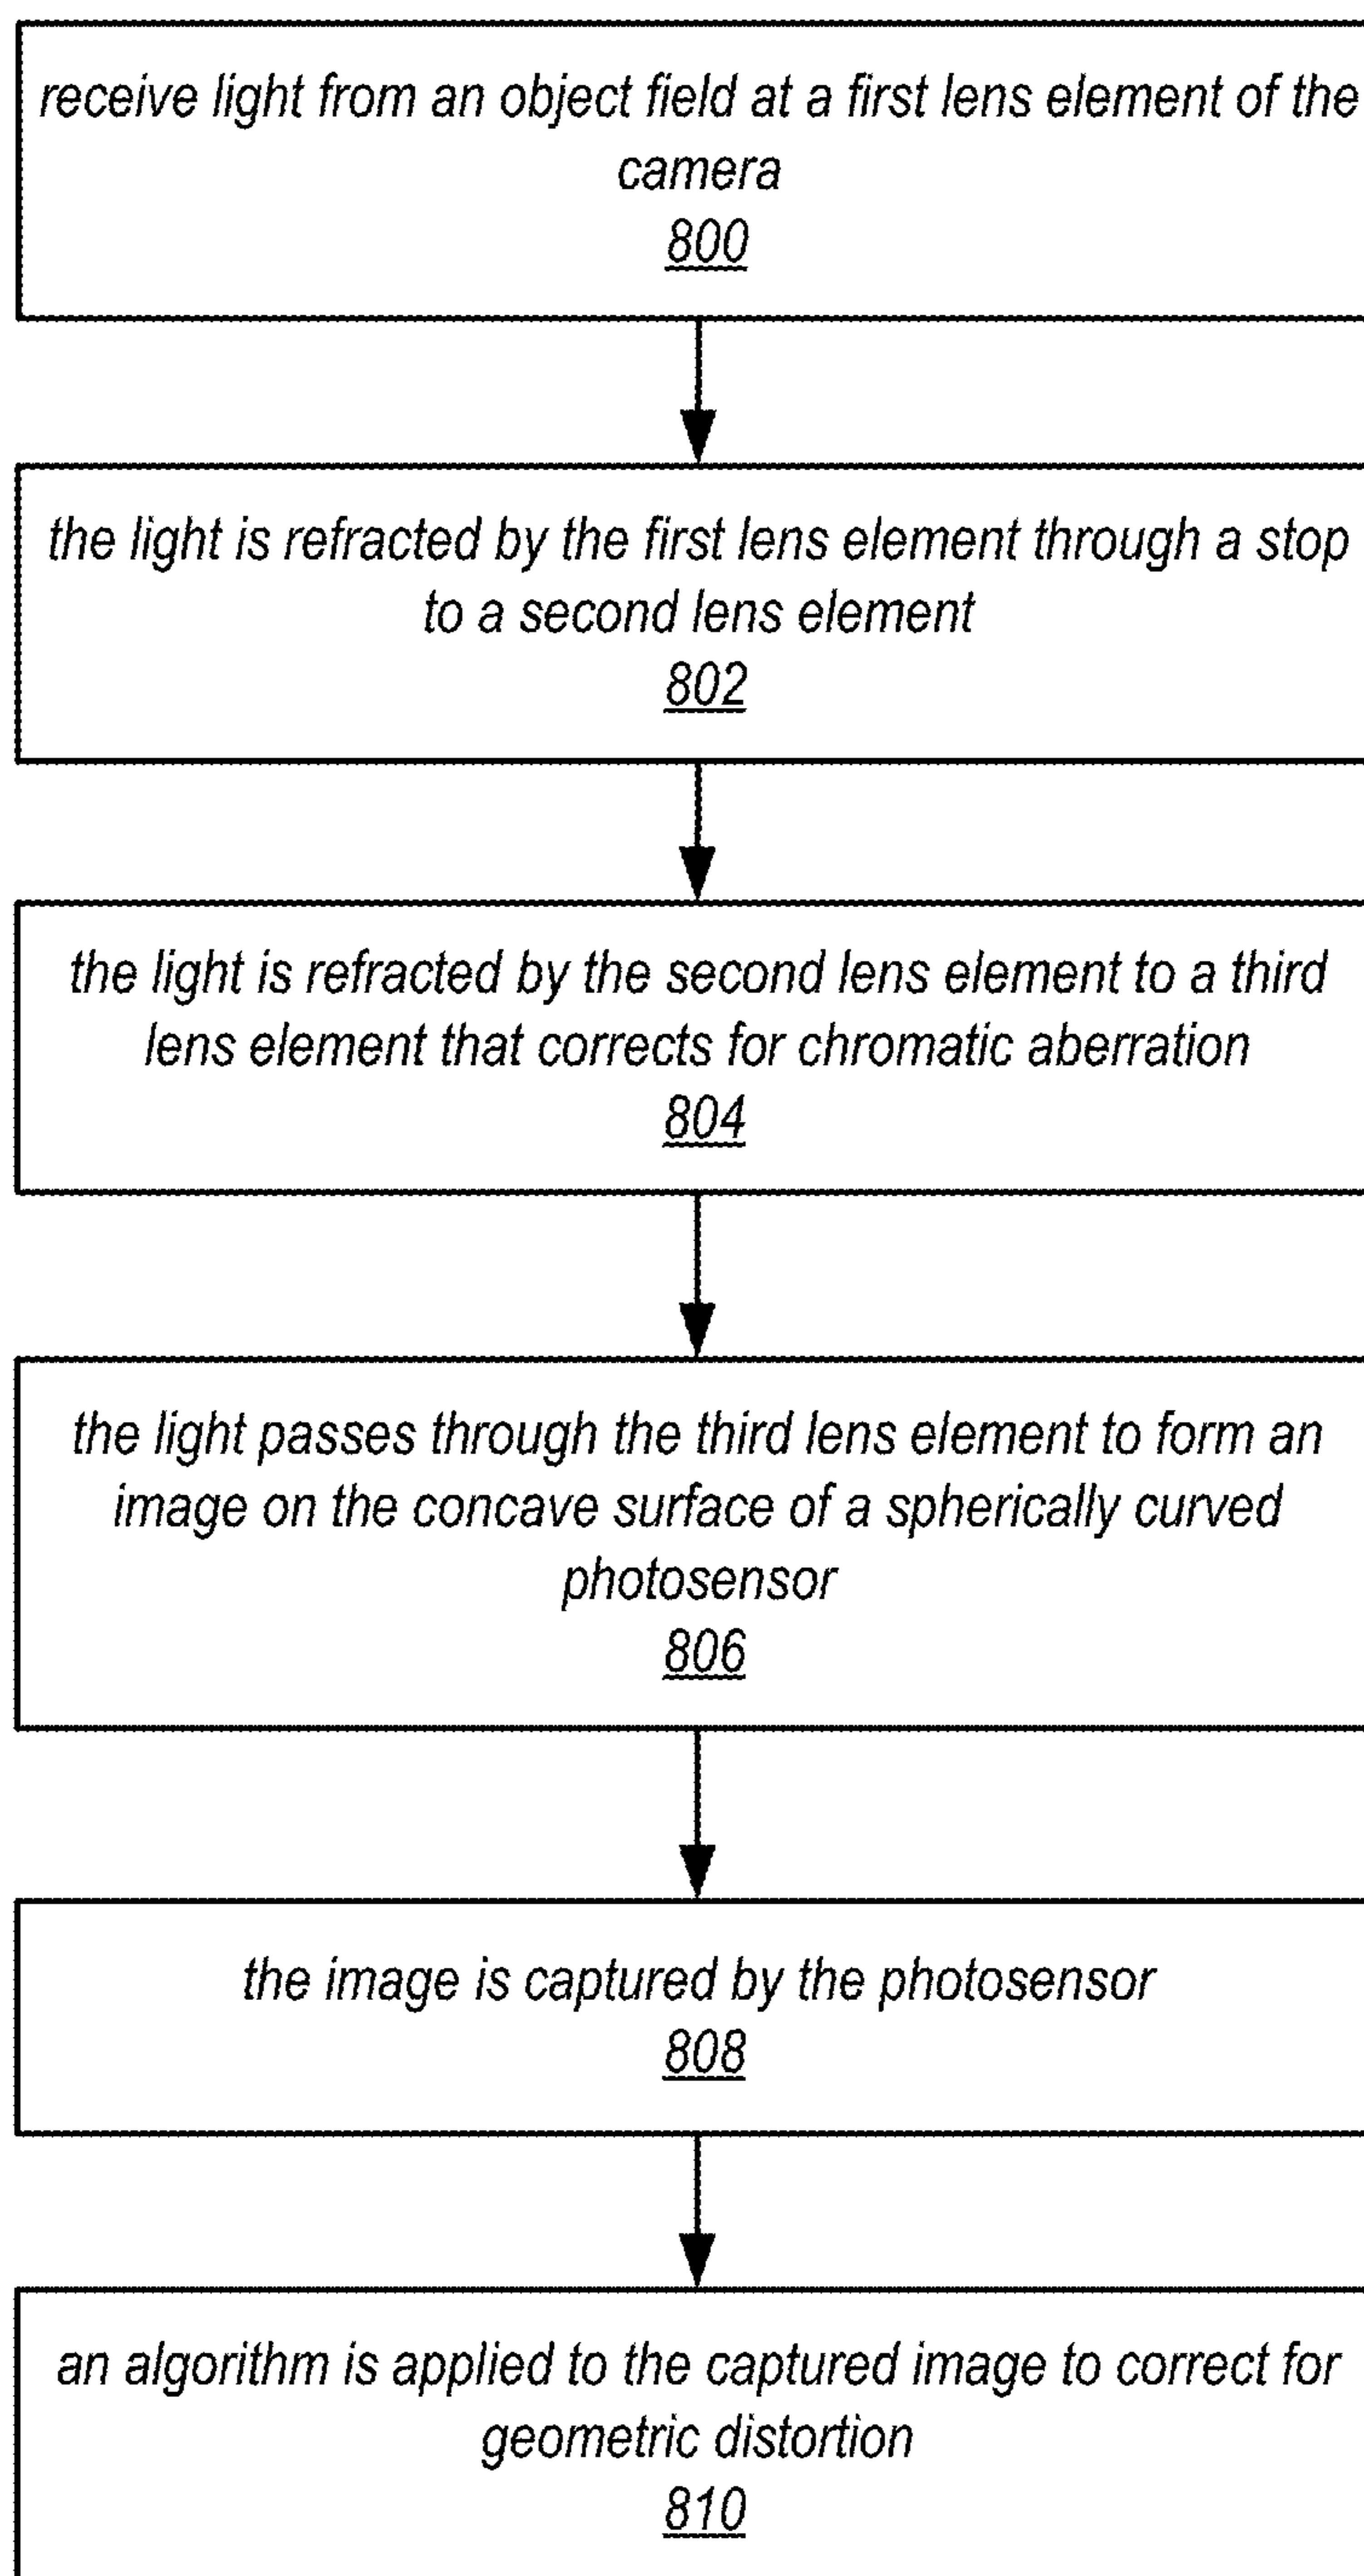 receive light from an object field at a first lens element of the
camera
800
the light is refracted by the first lens element through a stop
to a second lens element
802
the light is refracted by the second lens element to a third
lens element that corrects for chromatic aberration
804
the light passes through the third lens element to form an
image on the concave surface of a spherically curved
photosensor
806
the image is captured by the photosensor
808
an algorithm is applied to the captured image to correct for
geometric distortion
810